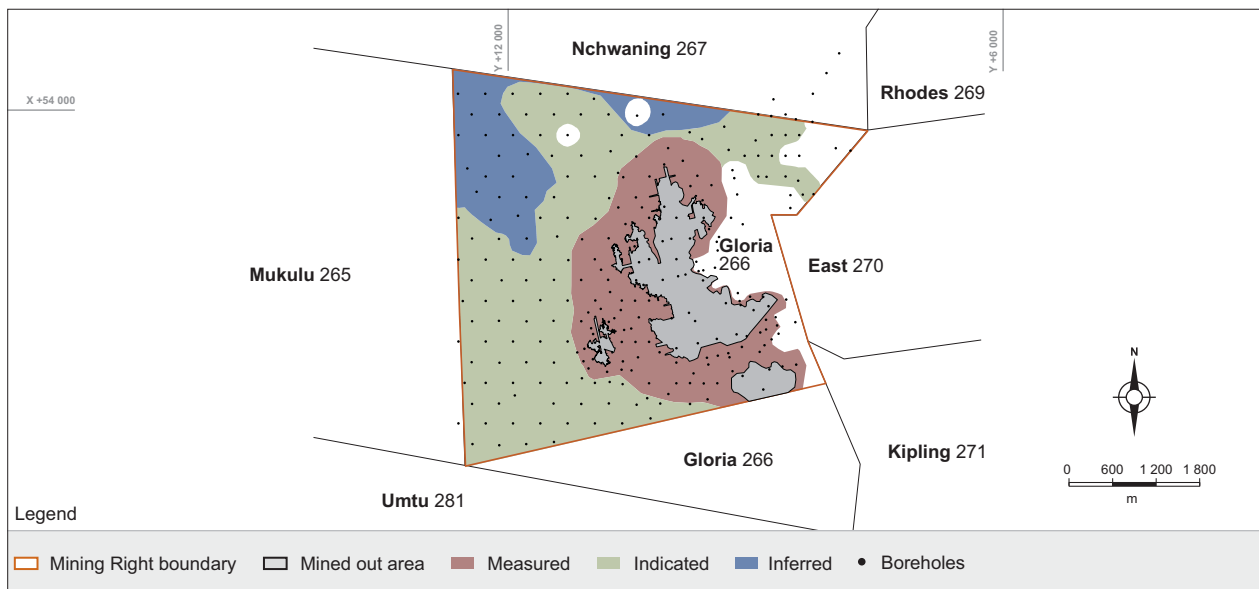 Y +12 000
Y +6 000
X +54 000
Nchwaning 267
Rhodes 269
Mukulu 265
Gloria
266
East 270
Gloria 266
Kipling 271
Umtu 281
N
0 600 1 200 1 800
m
Legend
Mining Right boundary Mined out area Measured Indicated Inferred Boreholes